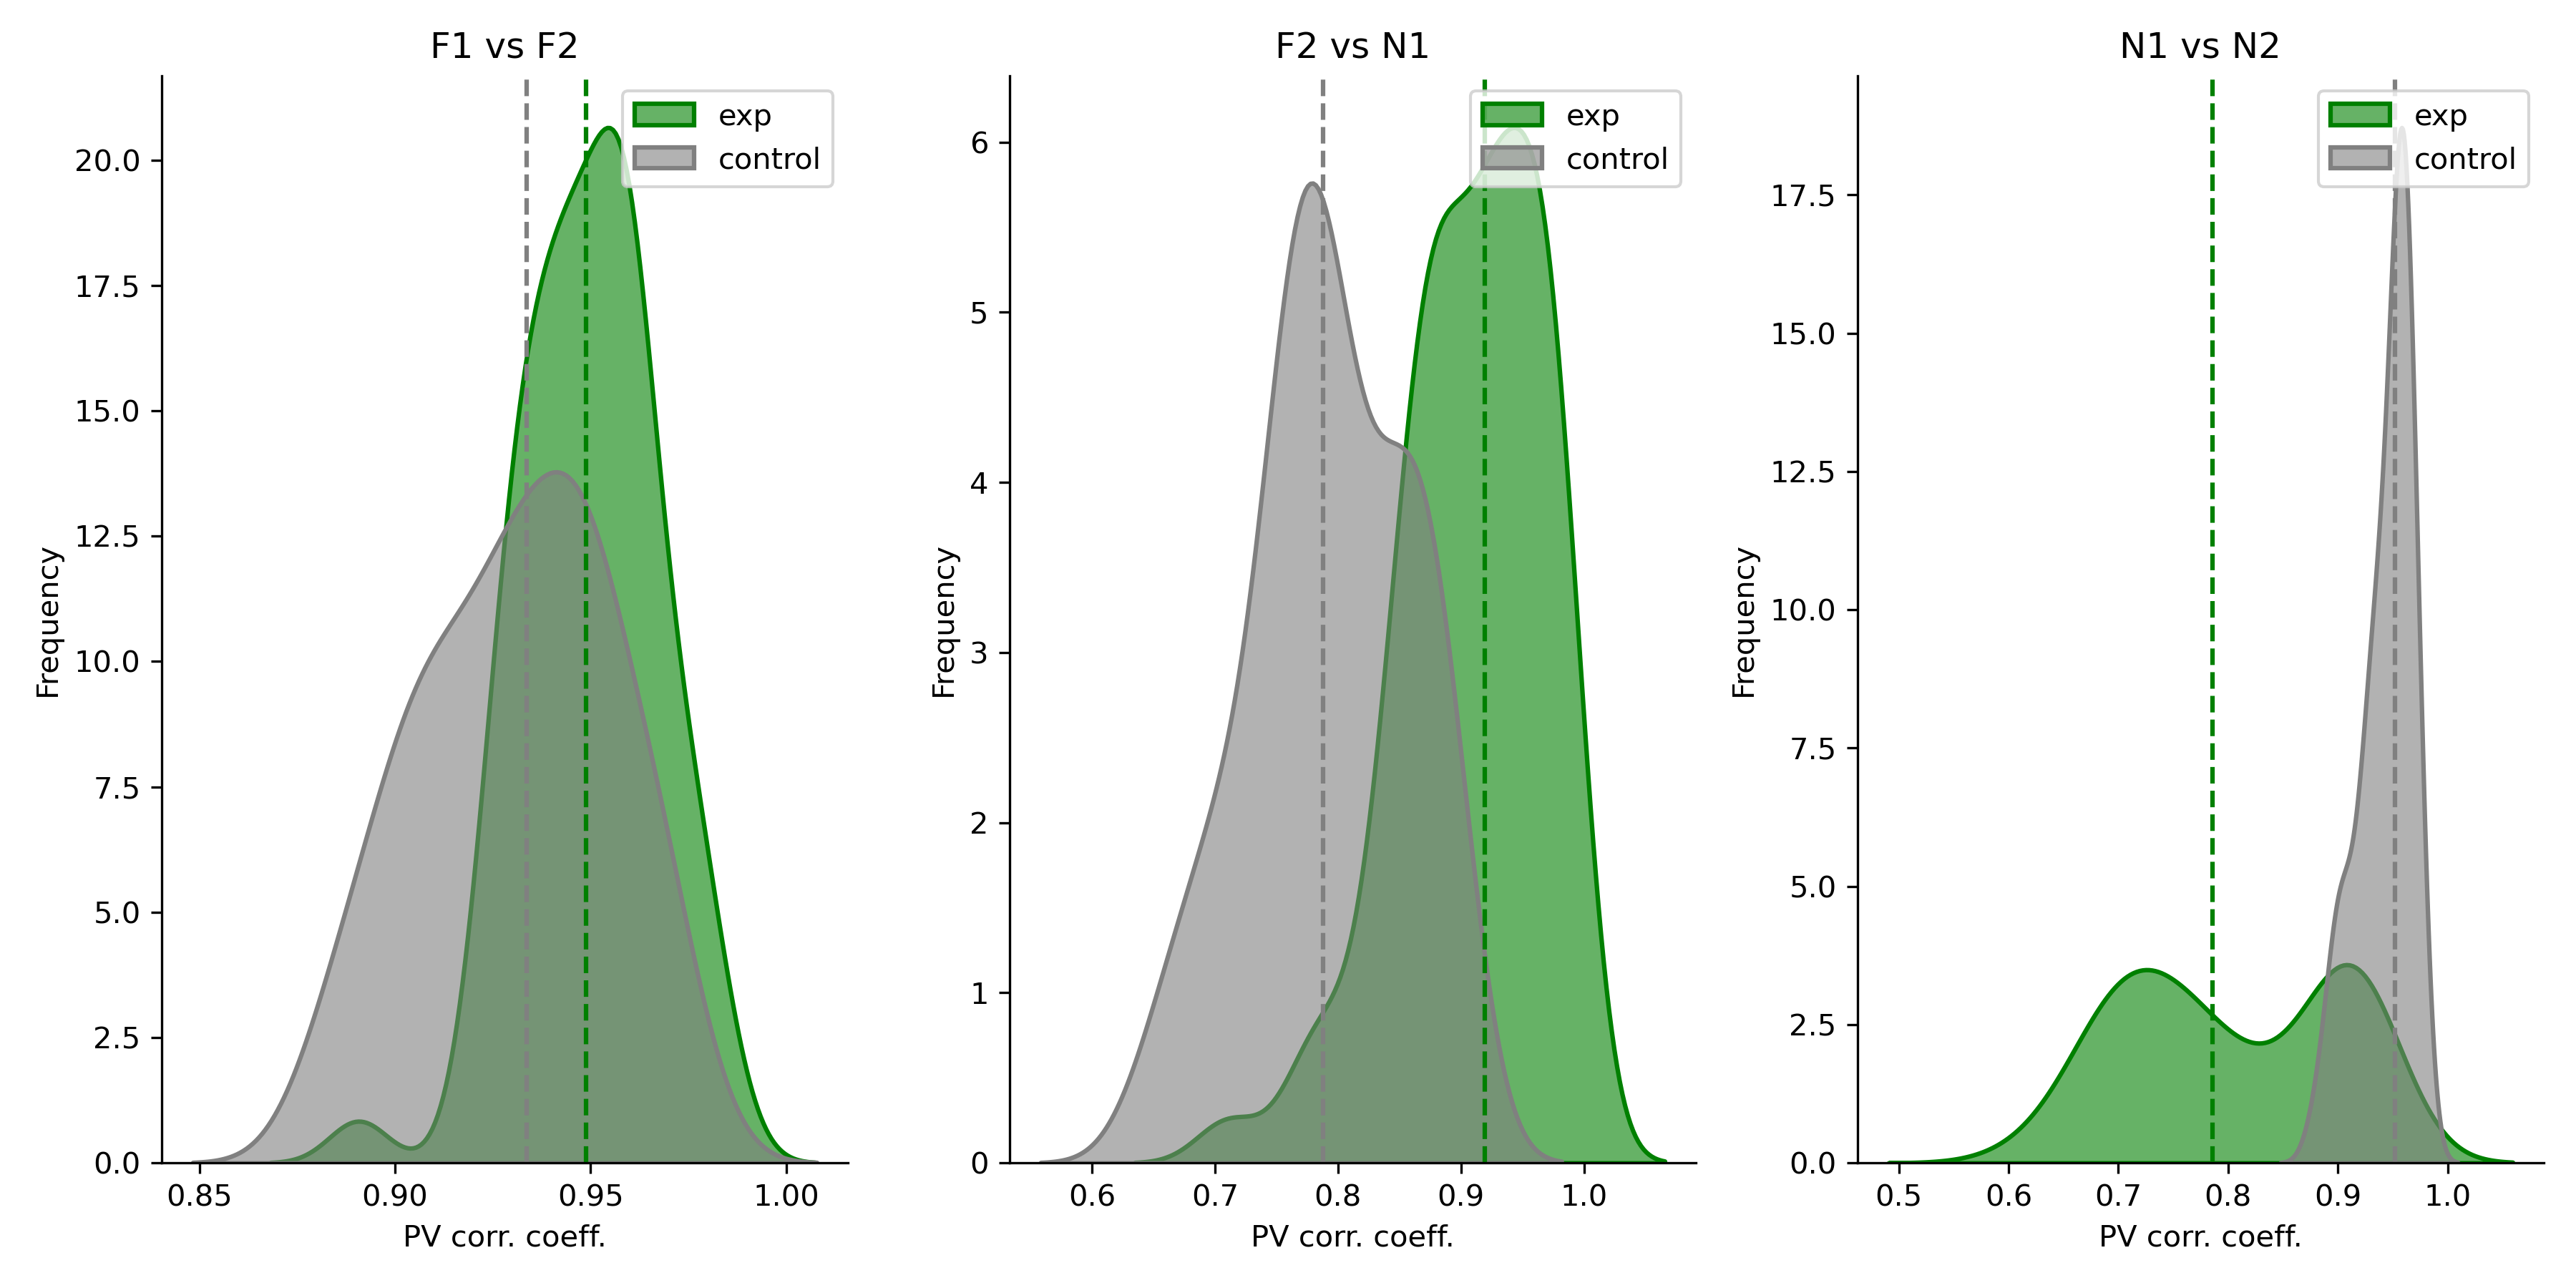 F1 vs F2
exp
control
20.0
17.5
15.0
12.5
10.0
7.5
5.0
2.5
0.0
Frequency
0.85 0.90 0.95 1.00
PV corr. coeff.
F2 vs N1
exp
control
6
5
4
3
2
1
0
Frequency
0.6 0.7 0.8 0.9 1.0
PV corr. coeff.
N1 vs N2
exp
control
17.5
15.0
12.5
10.0
7.5
5.0
2.5
0.0
Frequency
0.5 0.6 0.7 0.8 0.9 1.0
PV corr. coeff.